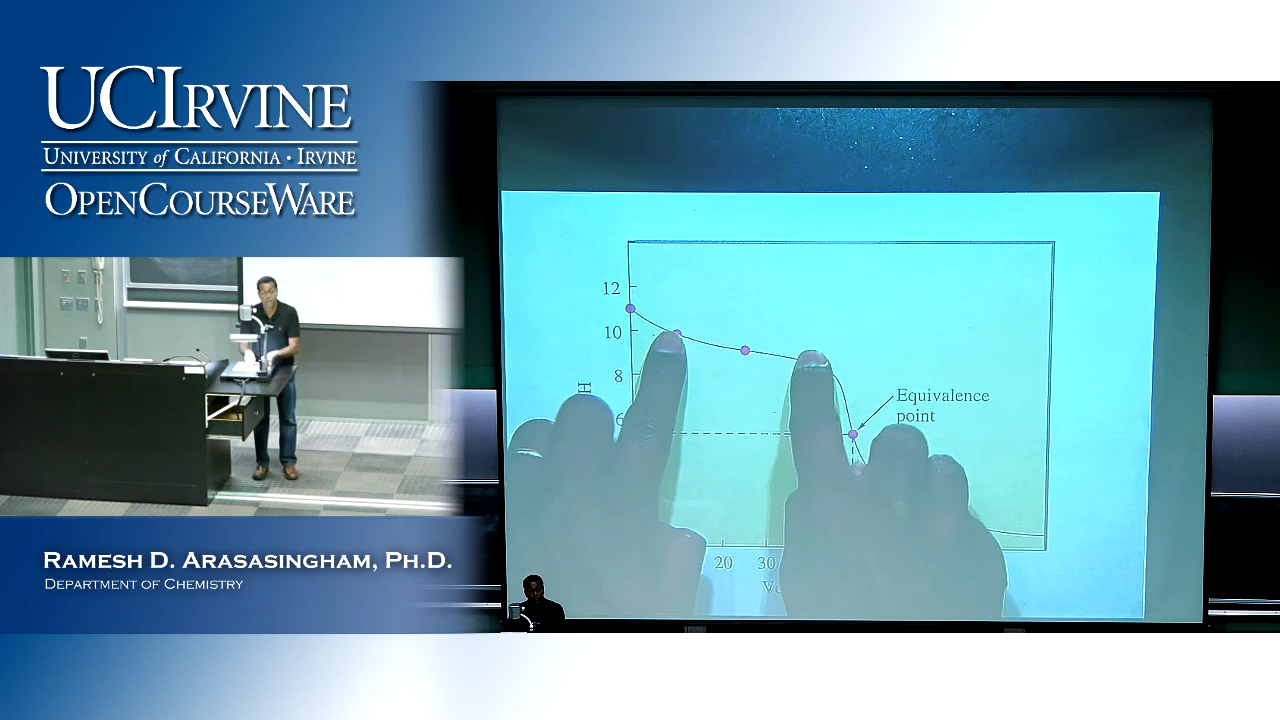 UCIRVINE
UNIVERSITY of CALIFORNIA · IRVINE
OPENCOURSEWARE
RAMESH D. ARASASINGHAM, PH.D.
DEPARTMENT OF CHEMISTRY
12
10
8
6
H
Equivalence
point
20 30